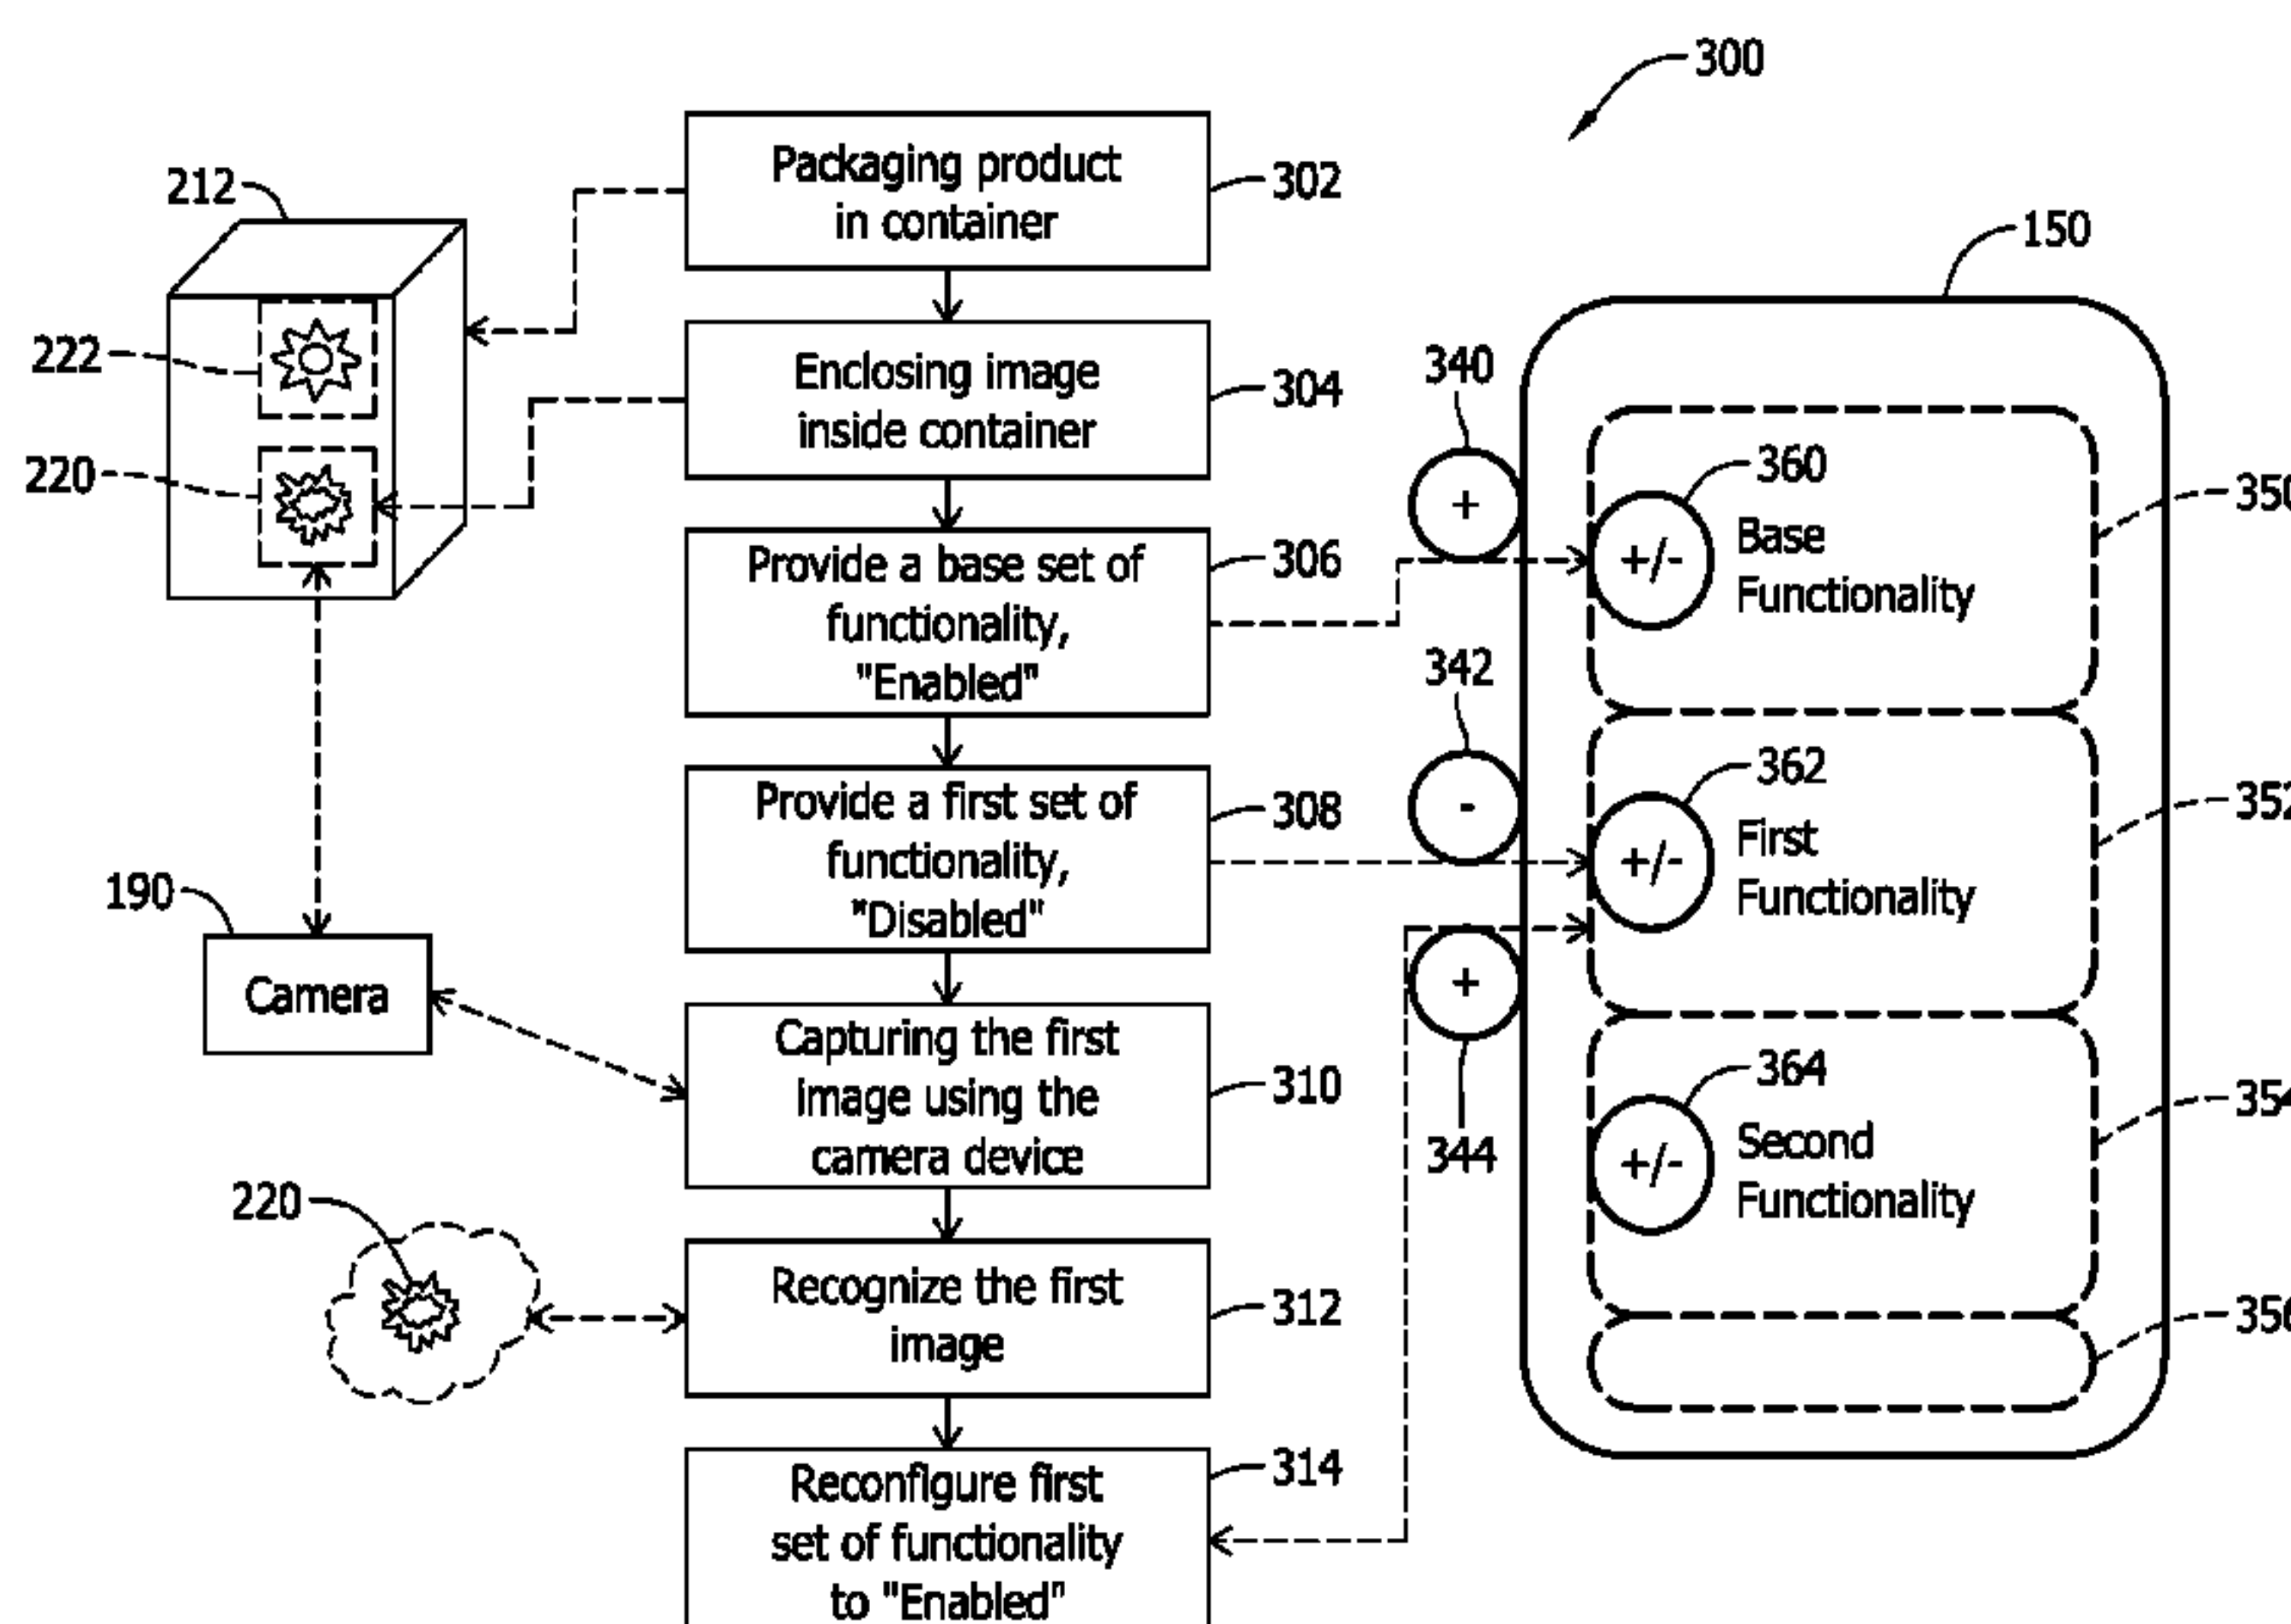 300
212
Packaging product
in container
302
150
222
Enclosing image
inside container
304
340
+
220
360
Base
Functionality
+/-
350
Provide a base set of
functionality,
"Enabled"
306
342
-
Provide a first set of
functionality,
"Disabled"
308
362
First
Functionality
+/-
352
190
Camera
+
344
Capturing the first
image using the
camera device
310
364
Second
Functionality
+/-
220
Recognize the first
image
312
Reconfigure first
set of functionality
to "Enabled"
314